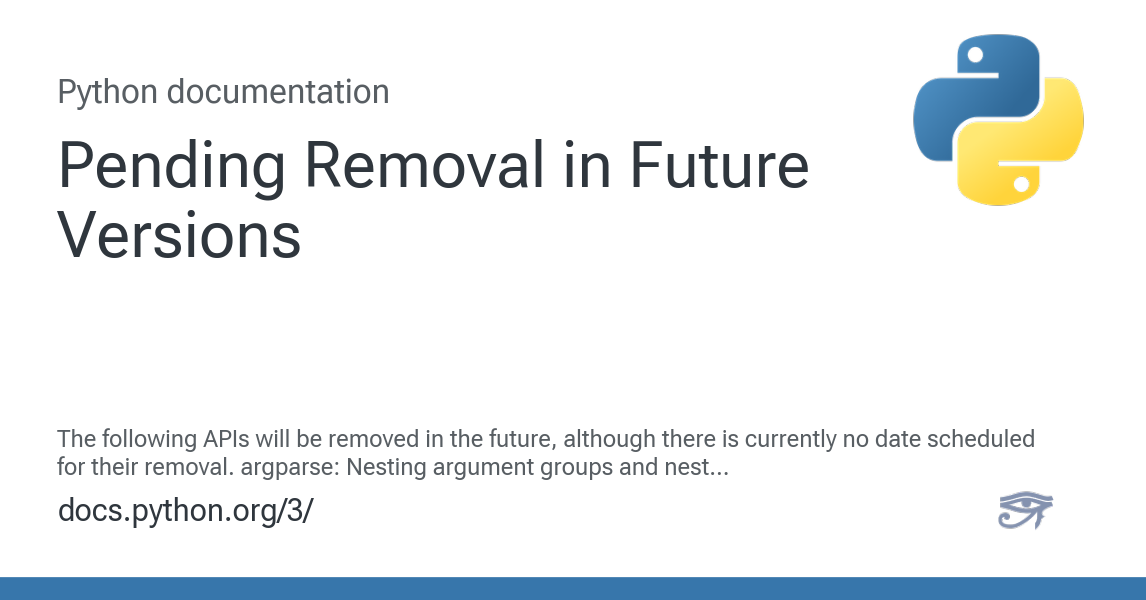 Python documentation
Pending Removal in Future
Versions
The following APIs will be removed in the future, although there is currently no date scheduled
for their removal. argparse: Nesting argument groups and nest...
docs.python.org/3/